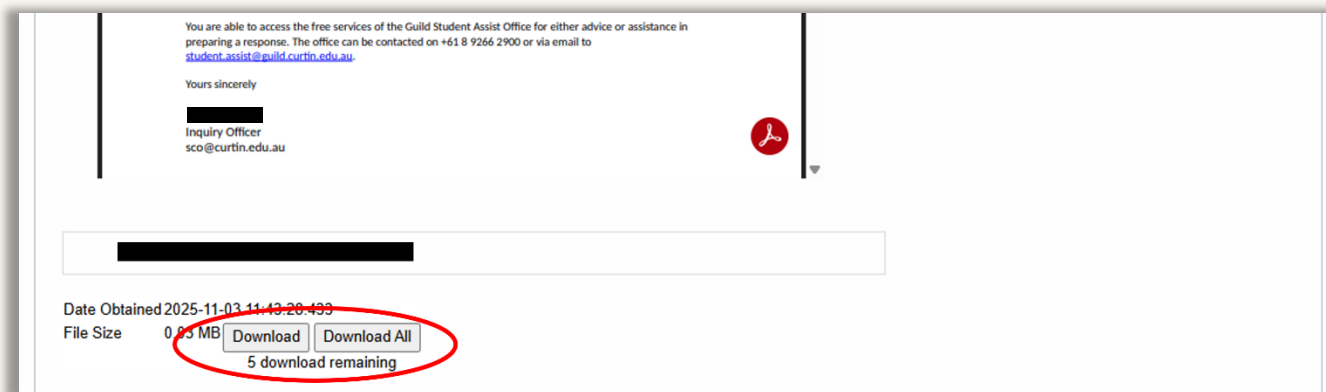 You are able to access the free services of the Guild Student Assist Office for either advice or assistance in
preparing a response. The office can be contacted on +61 8 9266 2900 or via email to
student.assist@guild.curtin.edu.au.
Yours sincerely
Inquiry Officer
sco@curtin.edu.au
Date Obtained 2025-11-03 11:43:28.433
File Size 0.03 MB Download Download All
5 download remaining